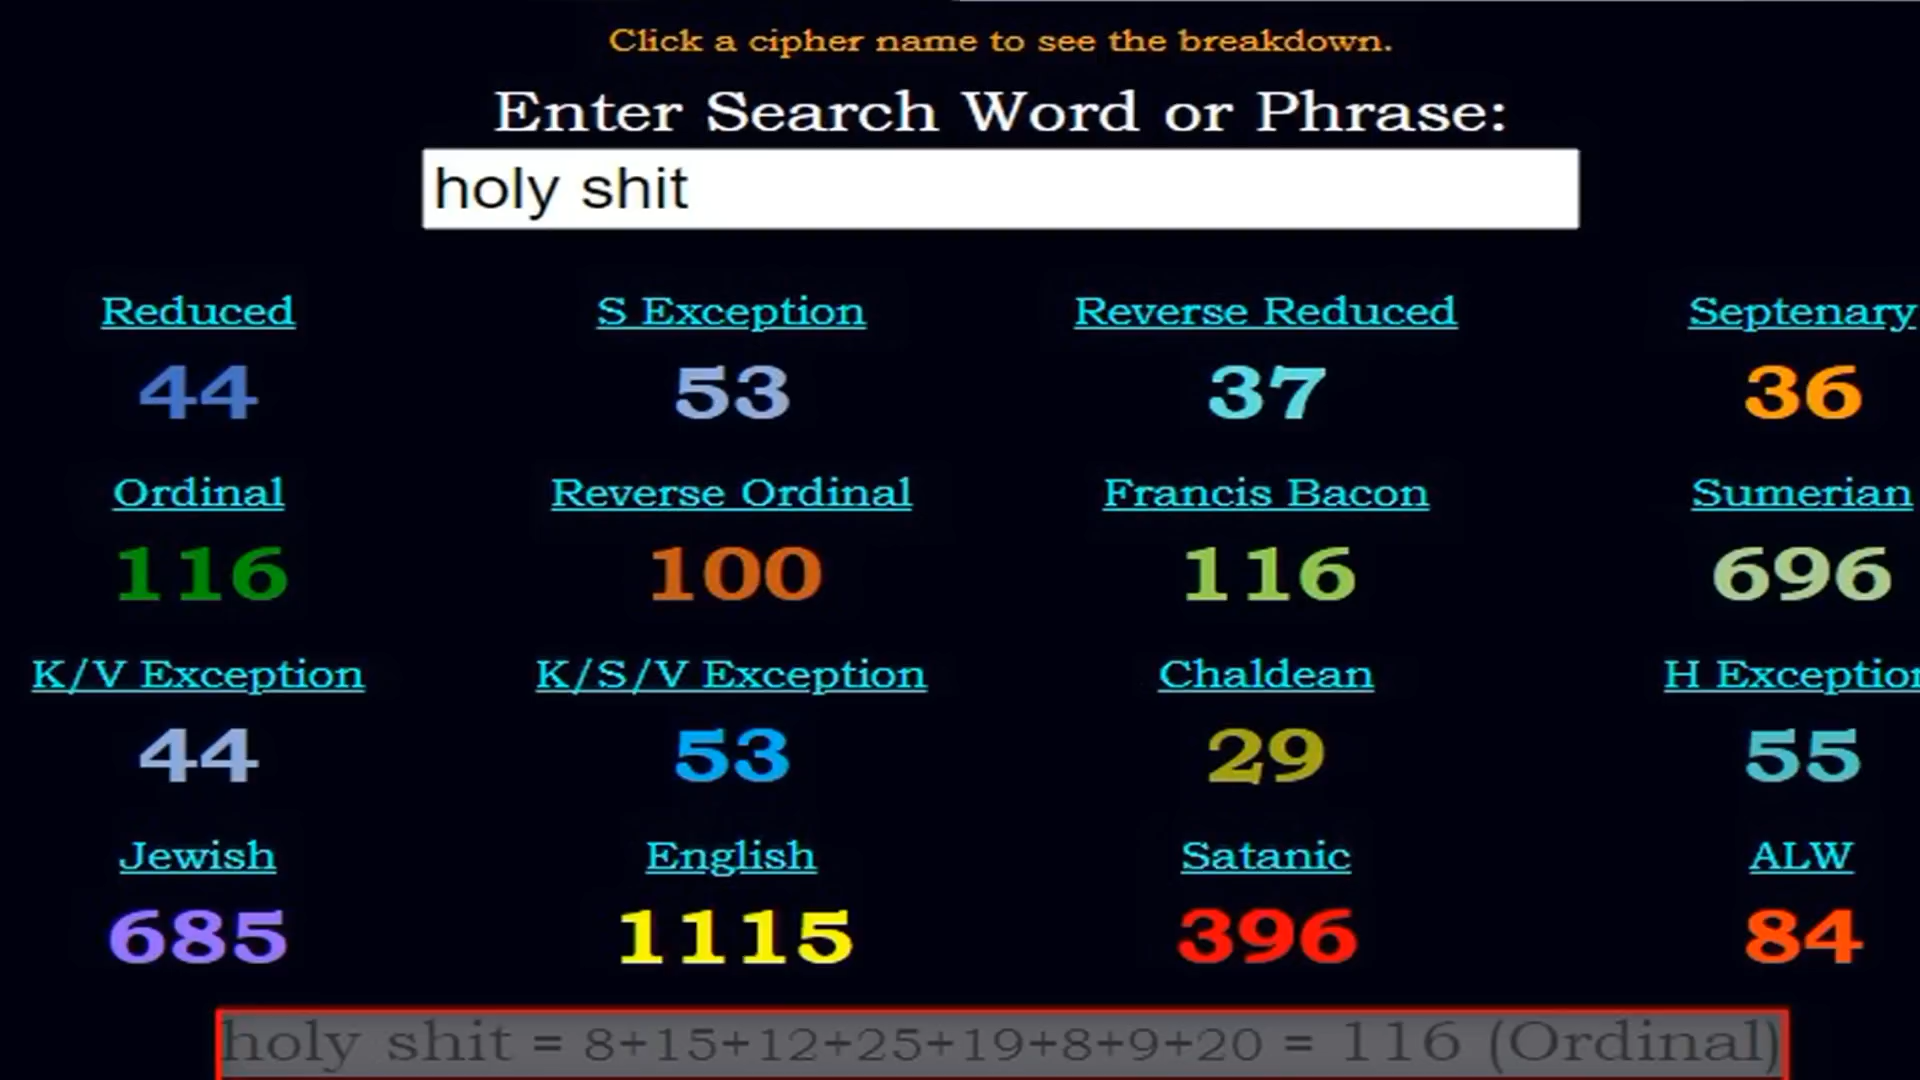 Click a cipher name to see the breakdown.
Enter Search Word or Phrase:
holy shit
Reduced S Exception Reverse Reduced Septenary
44 53 37 36
Ordinal Reverse Ordinal Francis Bacon Sumerian
116 100 116 696
K/V Exception K/S/V Exception Chaldean H Exception
44 53 29 55
Jewish English Satanic ALW
685 1115 396 84
holy shit = 8+15+12+25+19+8+9+20 = 116 (Ordinal)